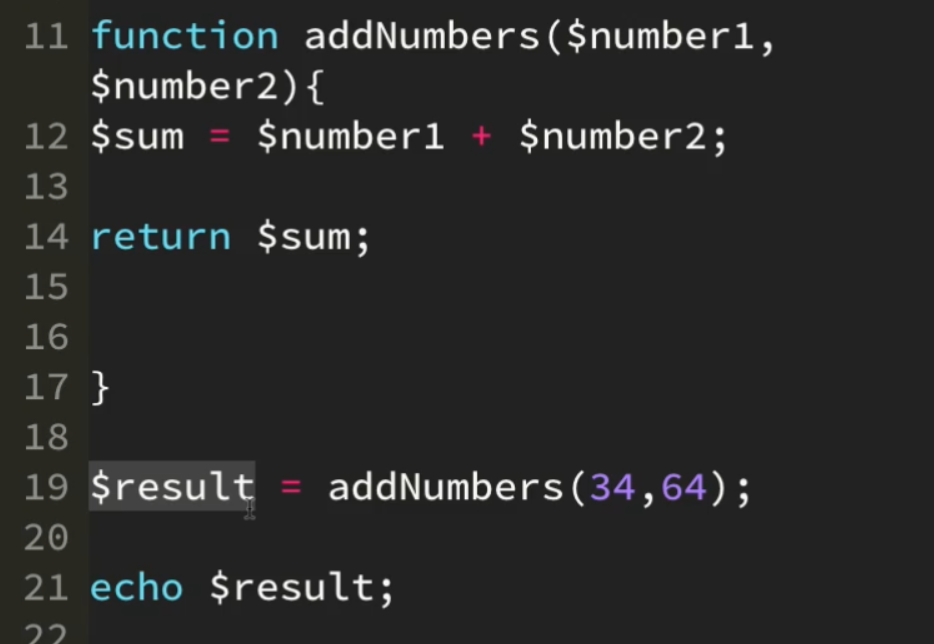 11 function addNumbers($number1,
$number2){
12 $sum = $number1 + $number2;
13
14 return $sum;
15
16
17 }
18
19 $result = addNumbers(34,64);
20
21 echo $result;
22